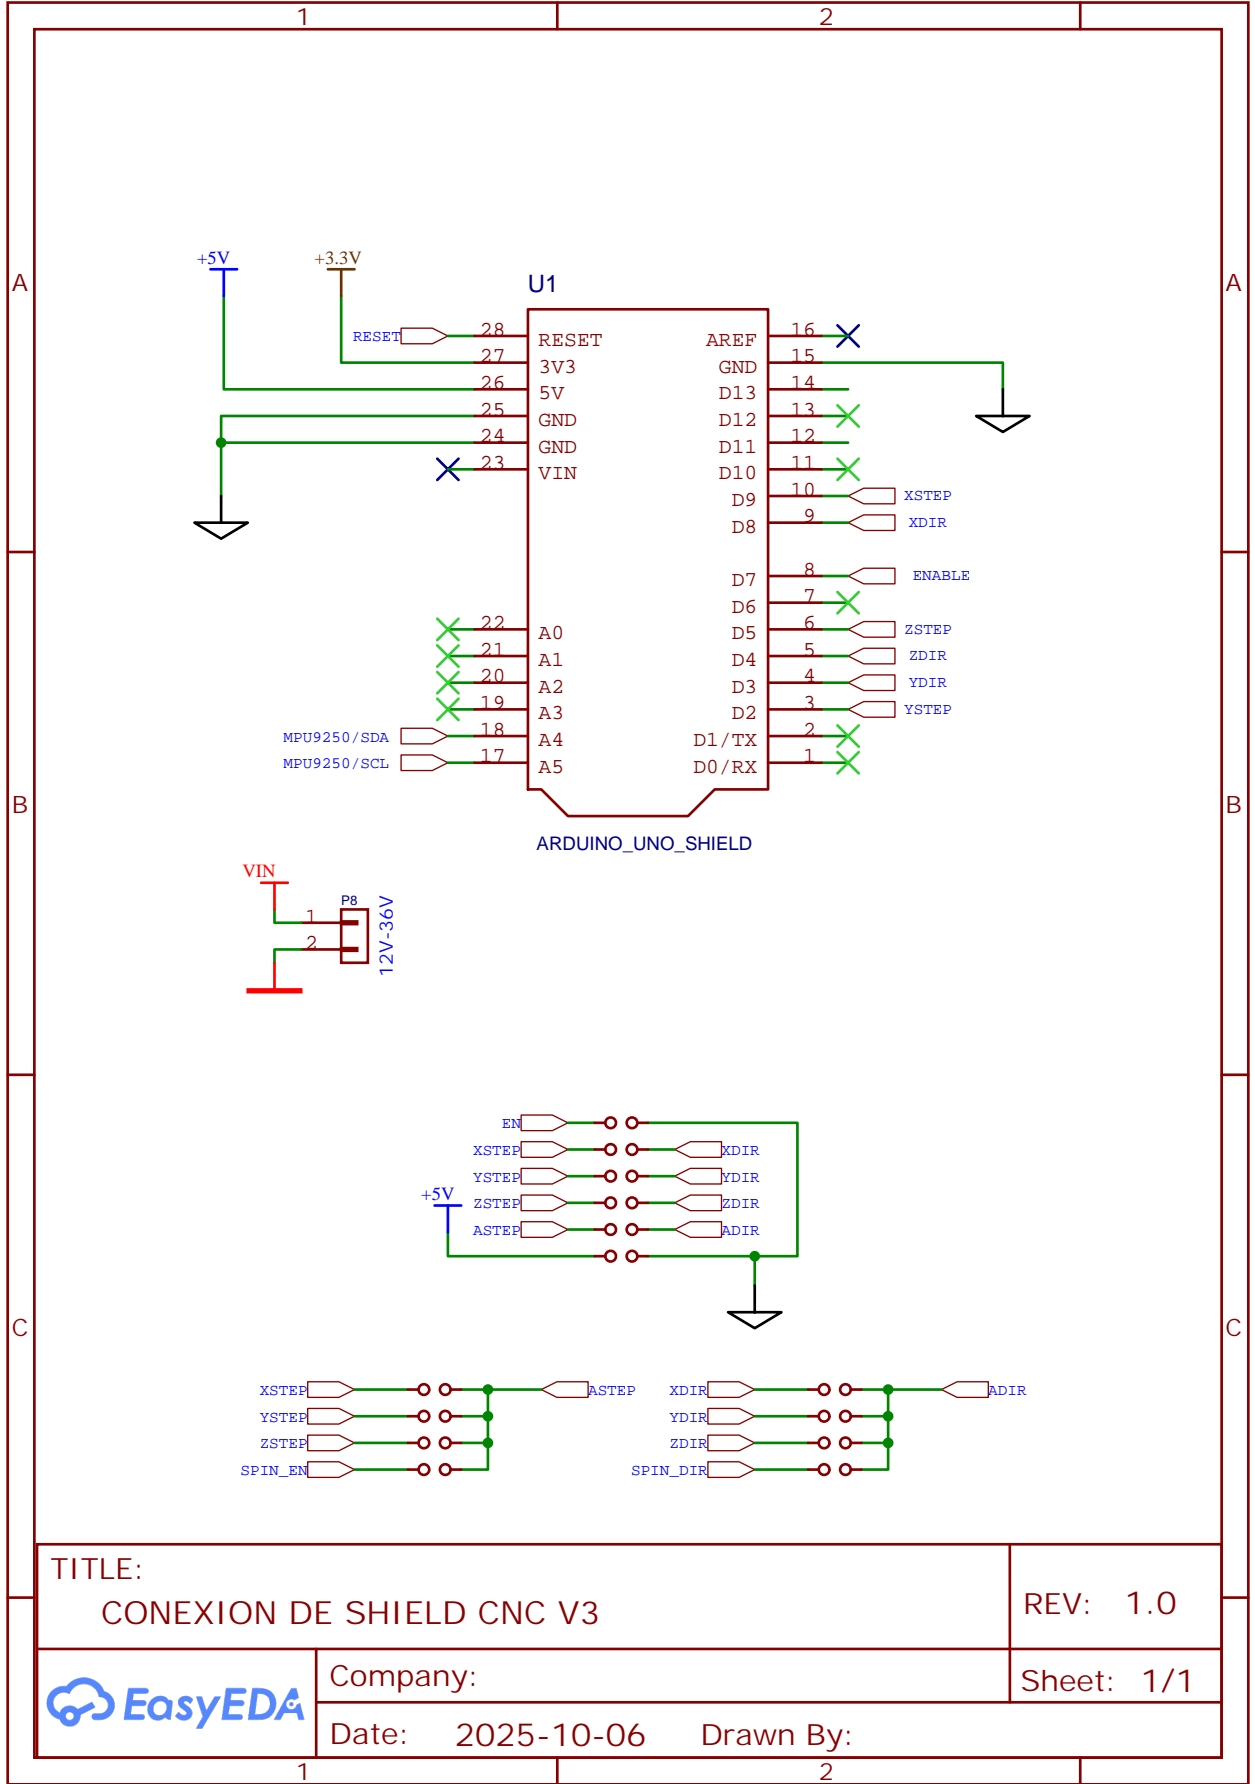 1 2
A A
+5V +3.3V
U1
RESET 28 RESET AREF 16
27 3V3 GND 15
26 5V D13 14
25 GND D12 13
24 GND D11 12
23 VIN D10 11
D9 10 XSTEP
D8 9 XDIR
D7 8 ENABLE
D6 7
22 A0 D5 6 ZSTEP
21 A1 D4 5 ZDIR
20 A2 D3 4 YDIR
19 A3 D2 3 YSTEP
MPU9250/SDA 18 A4 D1/TX 2
MPU9250/SCL 17 A5 D0/RX 1
B B
ARDUINO_UNO_SHIELD
VIN
P8
1
2
12V-36V
EN
XSTEP XDIR
YSTEP YDIR
+5V
ZSTEP ZDIR
ASTEP ADIR
C C
XSTEP ASTEP XDIR ADIR
YSTEP YDIR
ZSTEP ZDIR
SPIN_EN SPIN_DIR
TITLE:
CONEXION DE SHIELD CNC V3
REV: 1.0
EasyEDA
Company:
Sheet: 1/1
Date: 2025-10-06 Drawn By:
1 2